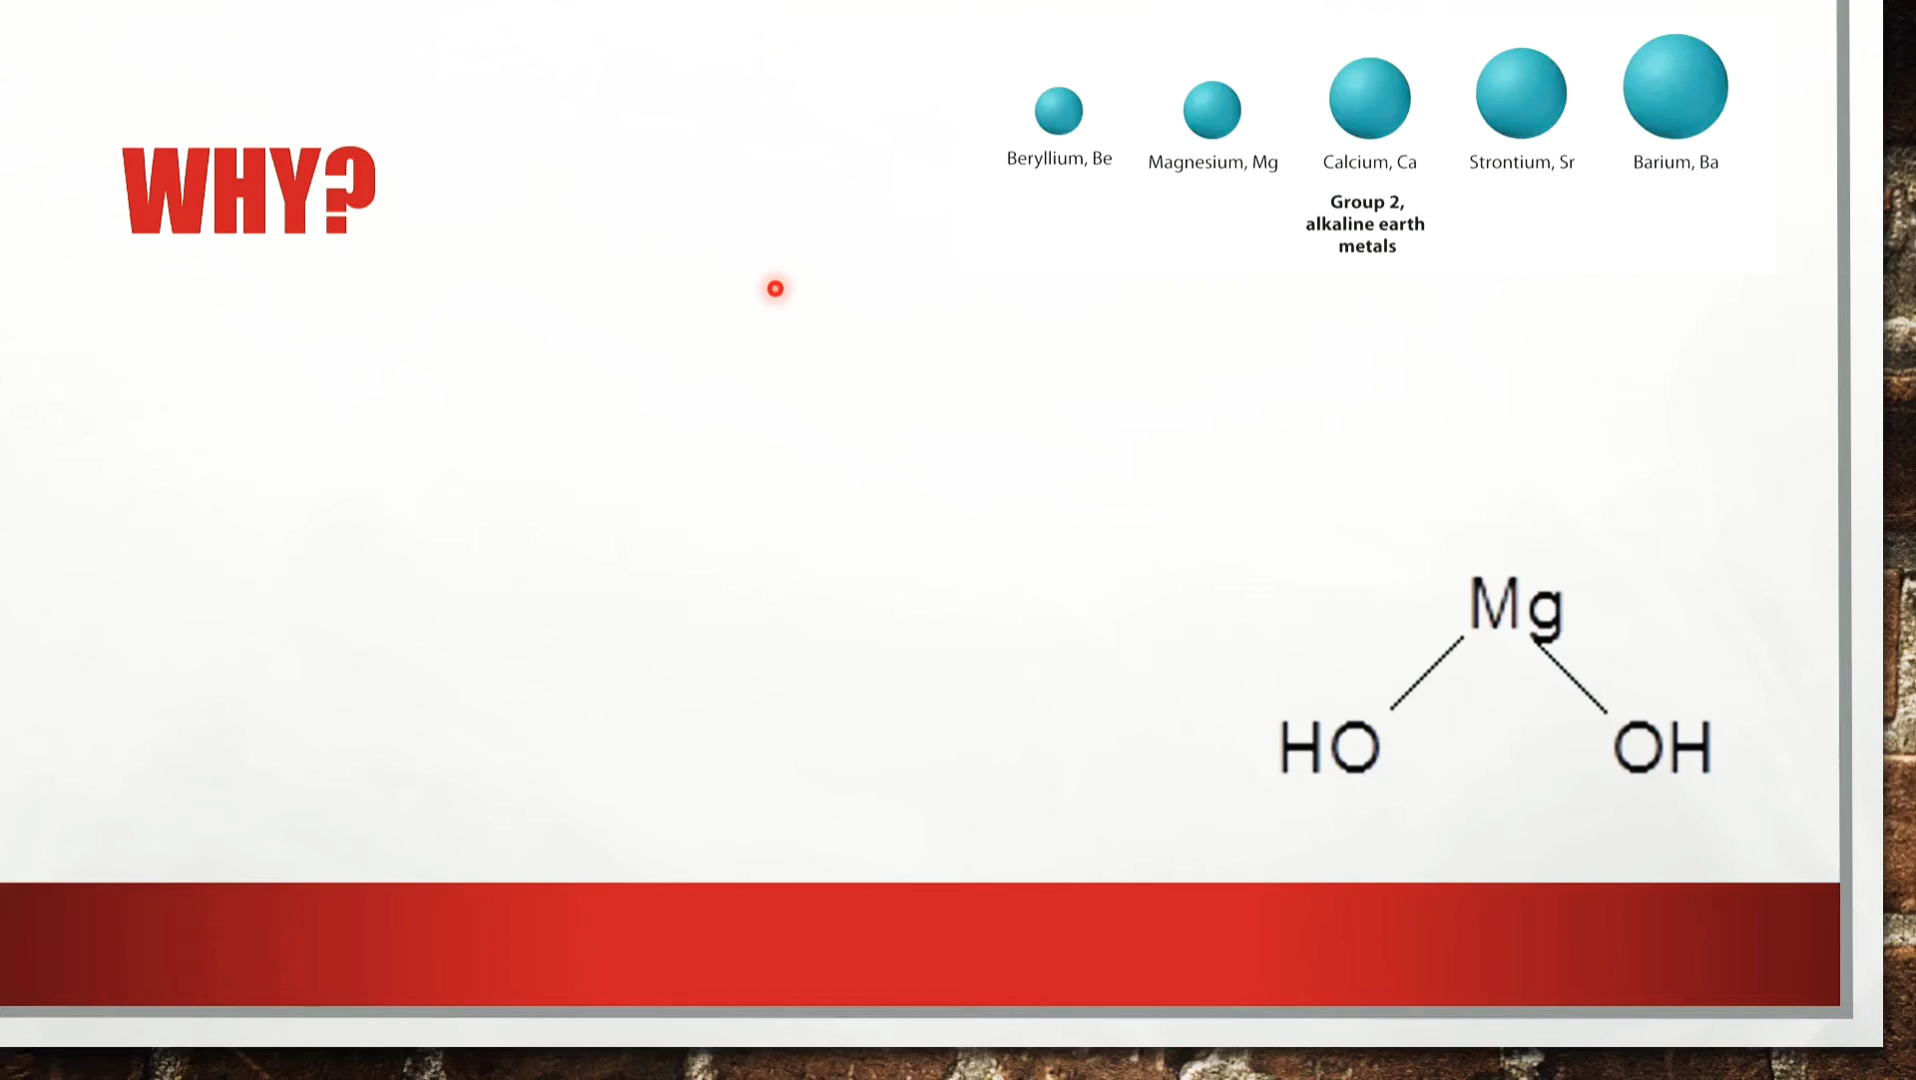 WHY?
Beryllium, Be
Magnesium, Mg
Calcium, Ca
Strontium, Sr
Barium, Ba
Group 2,
alkaline earth
metals
Mg
HO
OH